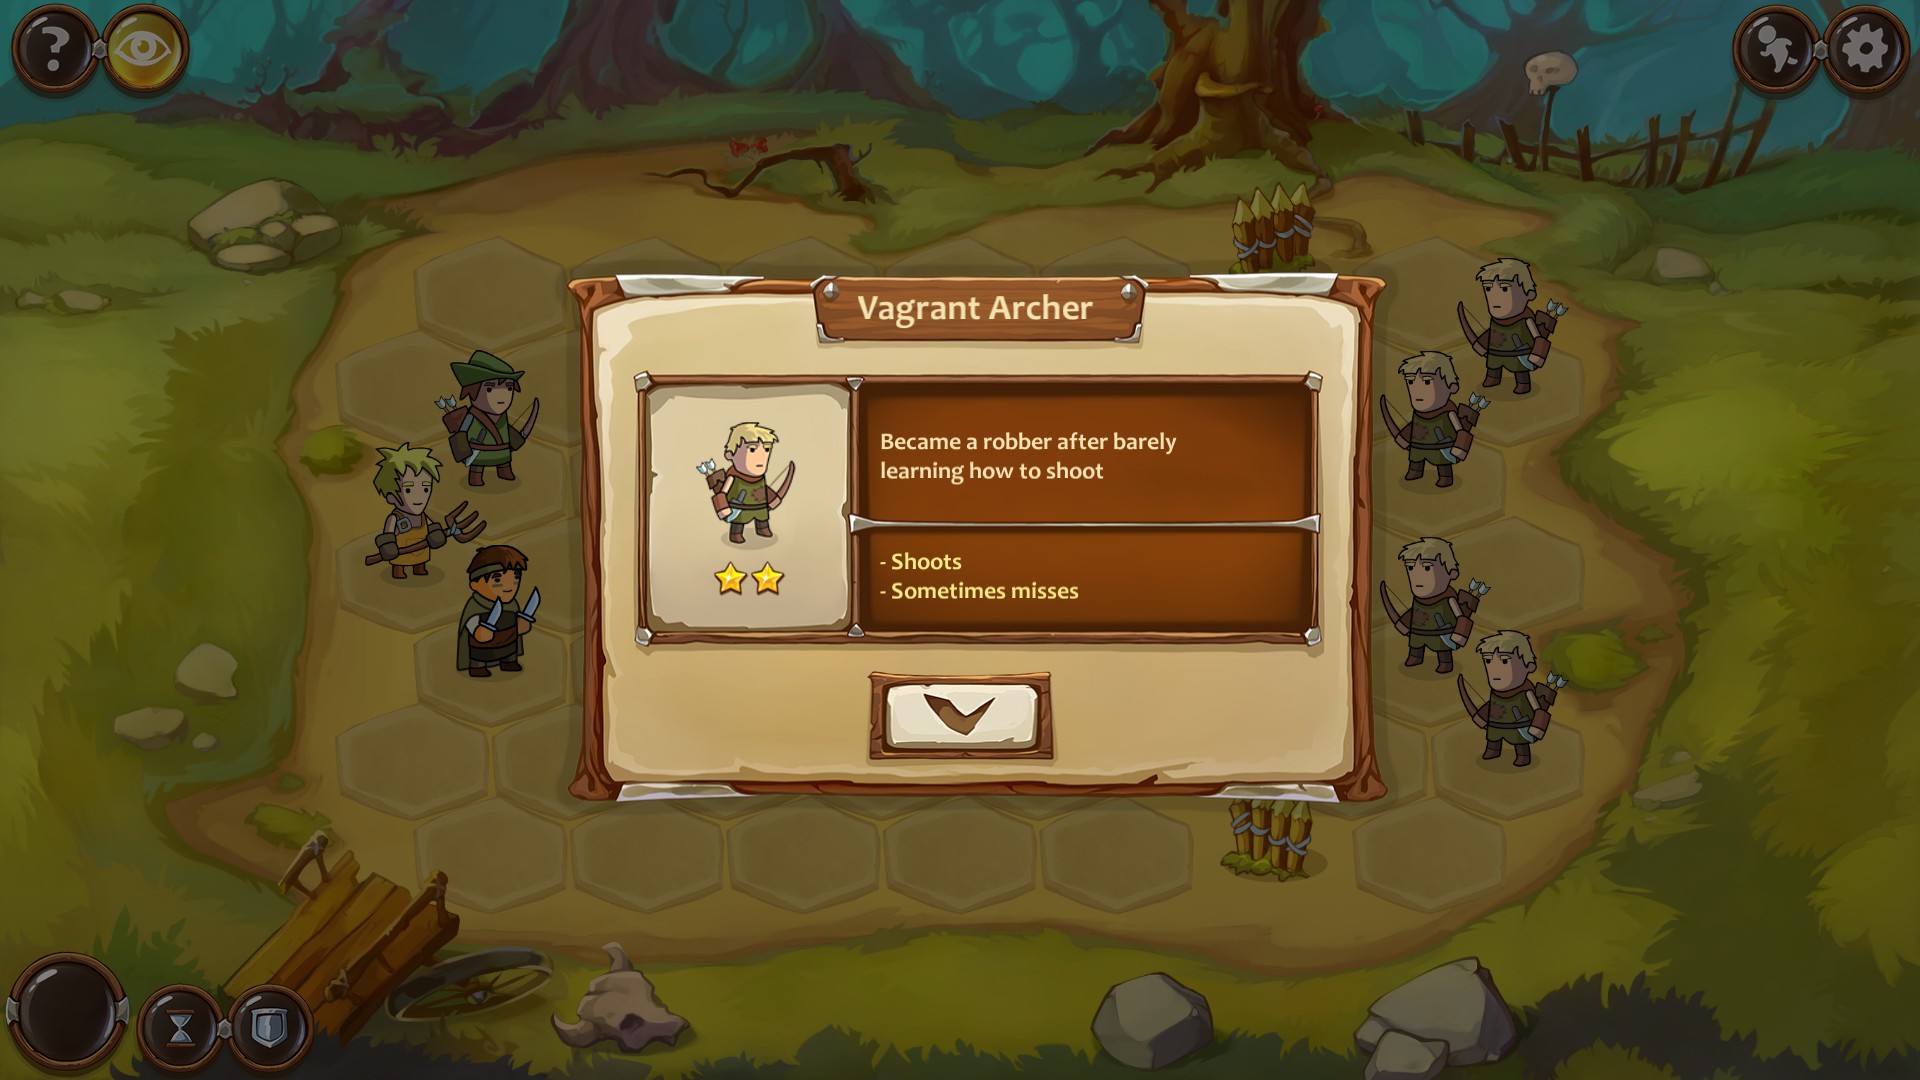 Vagrant Archer
Became a robber after barely
learning how to shoot
- Shoots
- Sometimes misses